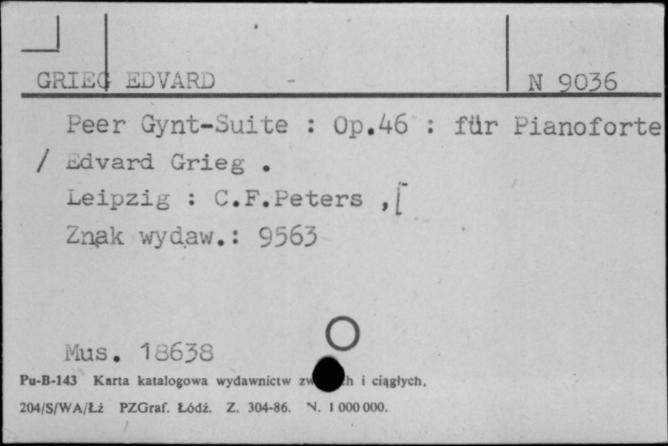 GRIEG EDVARD - N 9036
Peer Gynt-Suite : Op.46 : für Pianoforte
/ Edvard Grieg .
Leipzig : C.F.Peters ,[
Znak wydaw.: 9563
Mus. 18638
Pu-B-143 Karta katalogowa wydawnictw i ciągłych,
204/S/WA/Łż PZGraf. Łódź. Z. 304-86. N. 1 000 000.